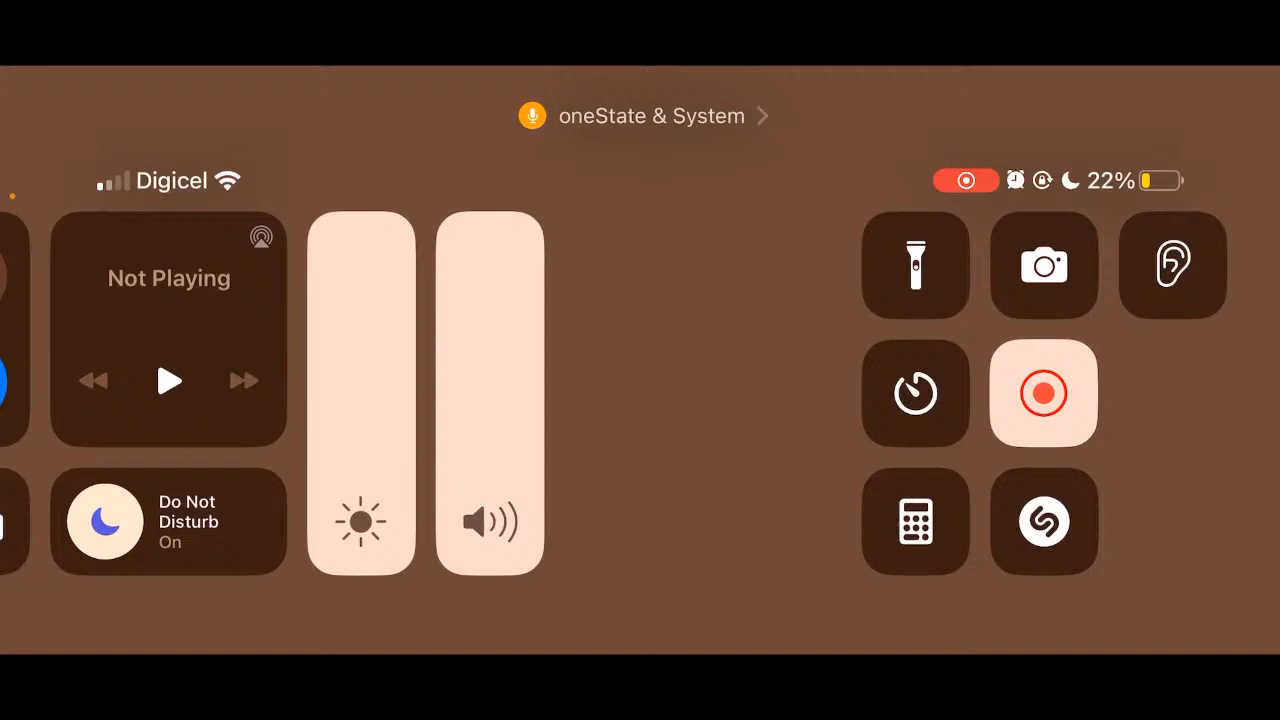 oneState & System
Digicel
22%
Not Playing
Do Not
Disturb
On